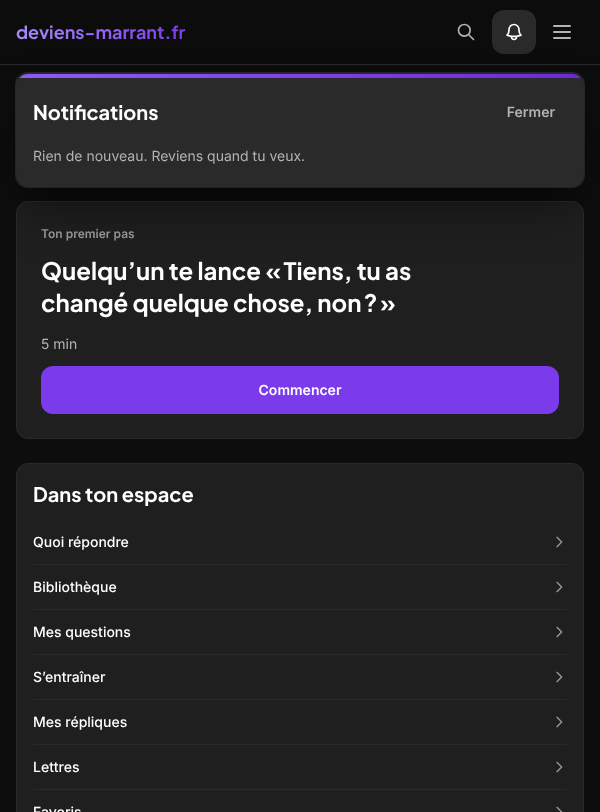 deviens-marrant.fr
Notifications
Fermer
Rien de nouveau. Reviens quand tu veux.
Ton premier pas
Quelqu’un te lance « Tiens, tu as
changé quelque chose, non ? »
5 min
Commencer
Dans ton espace
Quoi répondre
Bibliothèque
Mes questions
S’entraîner
Mes répliques
Lettres
Favoris